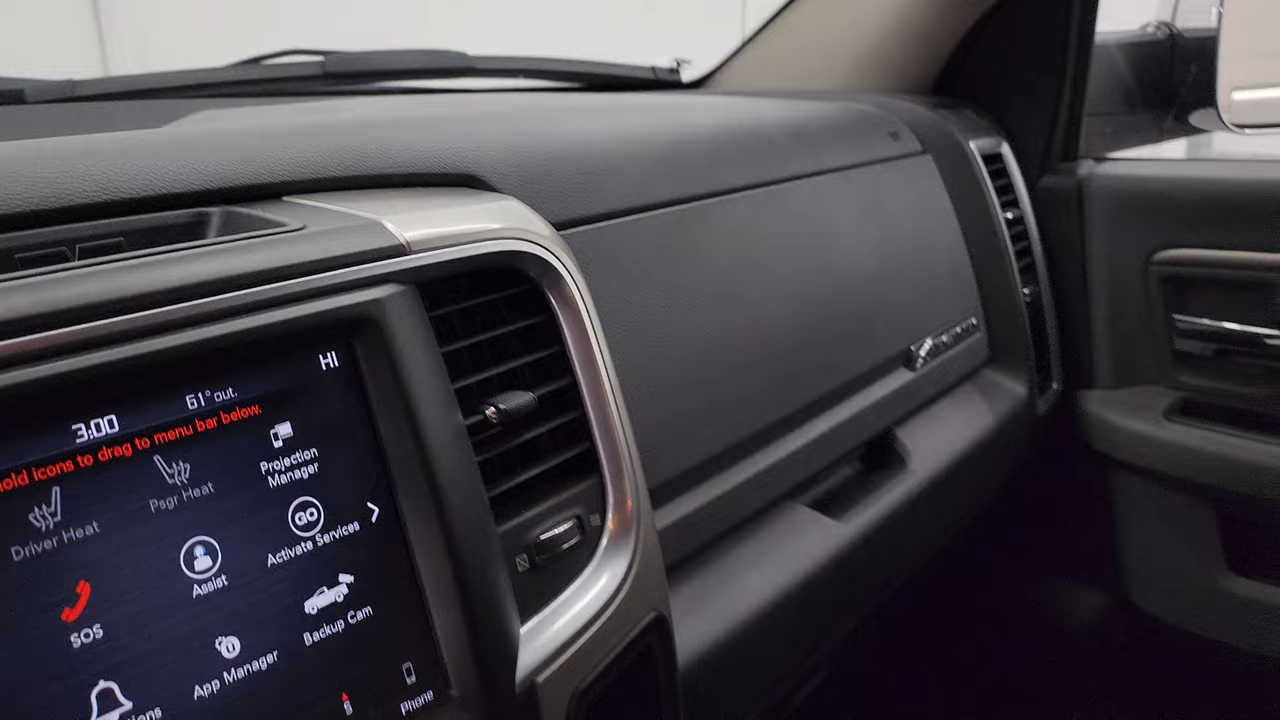 HI
61° out.
3:00
hold icons to drag to menu bar below.
Projection
Manager
Psgr Heat
Driver Heat
GO
Activate Services
Assist
Backup Cam
SOS
App Manager
Phone